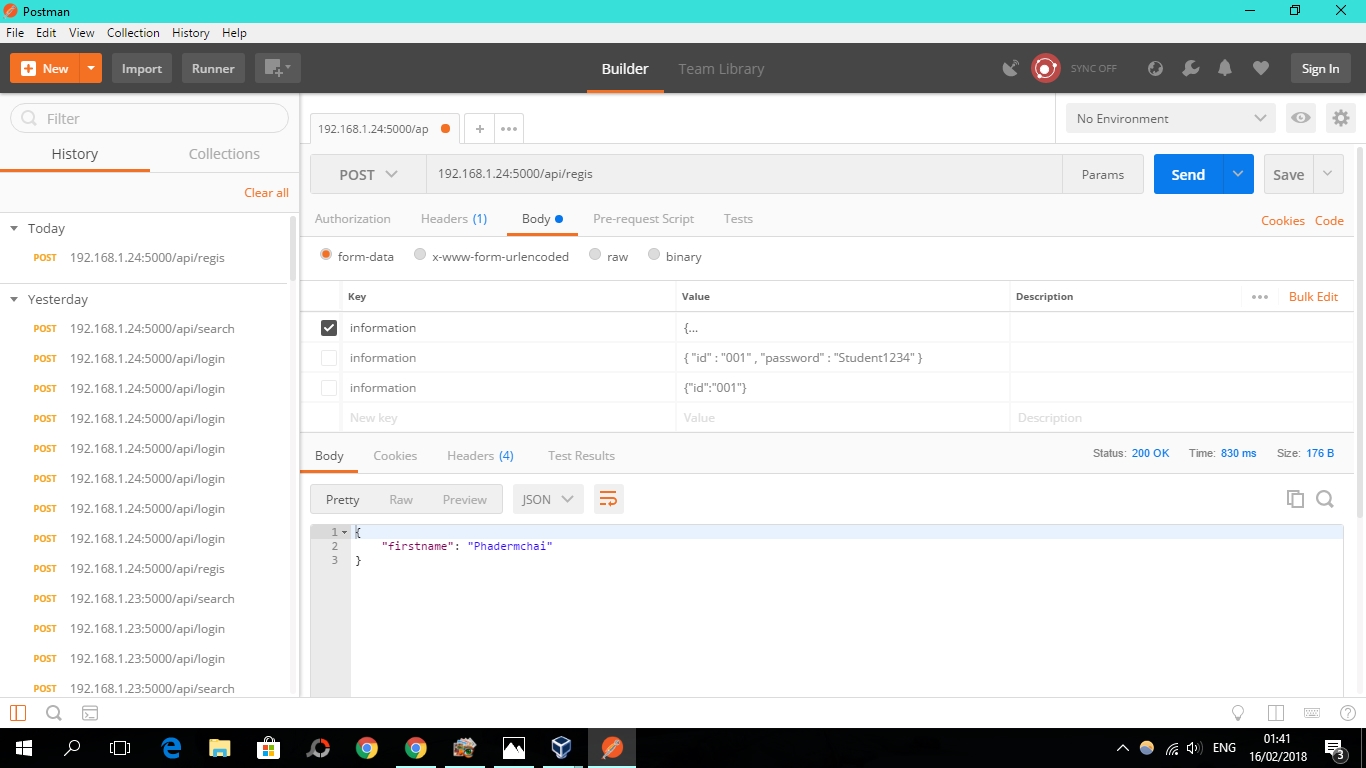 Postman
File Edit View Collection History Help
New Import Runner Builder Team Library SYNC OFF Sign In
Filter
History Collections
Clear all
Today
POST 192.168.1.24:5000/api/regis
Yesterday
POST 192.168.1.24:5000/api/search
POST 192.168.1.24:5000/api/login
POST 192.168.1.24:5000/api/login
POST 192.168.1.24:5000/api/login
POST 192.168.1.24:5000/api/login
POST 192.168.1.24:5000/api/login
POST 192.168.1.24:5000/api/login
POST 192.168.1.24:5000/api/login
POST 192.168.1.24:5000/api/regis
POST 192.168.1.23:5000/api/search
POST 192.168.1.23:5000/api/login
POST 192.168.1.23:5000/api/login
POST 192.168.1.23:5000/api/search
192.168.1.24:5000/ap + ••• No Environment
POST 192.168.1.24:5000/api/regis Params Send Save
Authorization Headers (1) Body Pre-request Script Tests Cookies Code
form-data x-www-form-urlencoded raw binary
Key Value Description ••• Bulk Edit
information {...
information { "id" : "001" , "password" : "Student1234" }
information {"id":"001"}
New key Value Description
Body Cookies Headers (4) Test Results Status: 200 OK Time: 830 ms Size: 176 B
Pretty Raw Preview JSON
1 {
2 "firstname": "Phadermchai"
3 }
ENG 01:41
16/02/2018 3